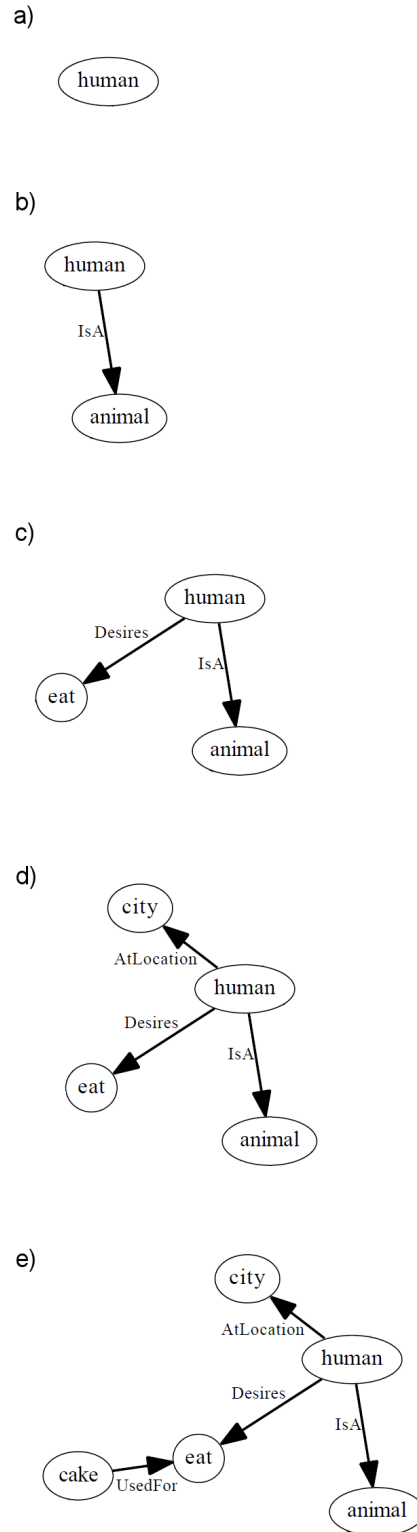 a)
human
b)
human
IsA
animal
c)
human
Desires
IsA
eat
animal
d)
city
AtLocation
human
Desires
IsA
eat
animal
e)
city
AtLocation
human
Desires
IsA
eat
cake
UsedFor
animal